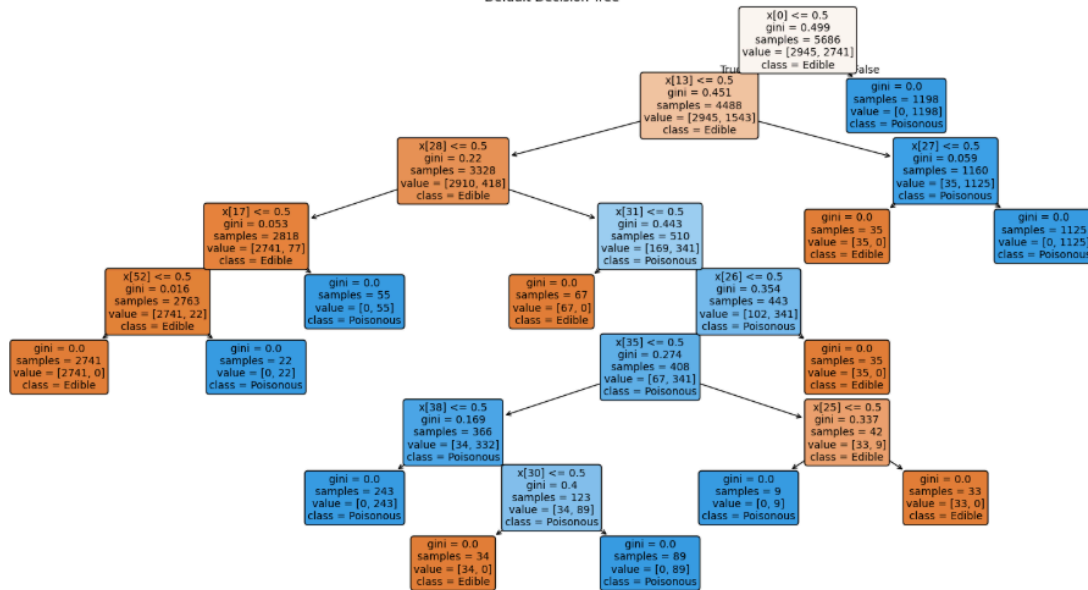 Default Decision Tree
x[0] <= 0.5
gini = 0.499
samples = 5686
value = [2945, 2741]
class = Edible
True
False
x[13] <= 0.5
gini = 0.451
samples = 4488
value = [2945, 1543]
class = Edible
gini = 0.0
samples = 1198
value = [0, 1198]
class = Poisonous
x[28] <= 0.5
gini = 0.22
samples = 3328
value = [2910, 418]
class = Edible
x[27] <= 0.5
gini = 0.059
samples = 1160
value = [35, 1125]
class = Poisonous
x[17] <= 0.5
gini = 0.053
samples = 2818
value = [2741, 77]
class = Edible
x[31] <= 0.5
gini = 0.443
samples = 510
value = [169, 341]
class = Poisonous
gini = 0.0
samples = 35
value = [35, 0]
class = Edible
gini = 0.0
samples = 1125
value = [0, 1125]
class = Poisonous
x[52] <= 0.5
gini = 0.016
samples = 2763
value = [2741, 22]
class = Edible
gini = 0.0
samples = 55
value = [0, 55]
class = Poisonous
gini = 0.0
samples = 67
value = [67, 0]
class = Edible
x[26] <= 0.5
gini = 0.354
samples = 443
value = [102, 341]
class = Poisonous
gini = 0.0
samples = 2741
value = [2741, 0]
class = Edible
gini = 0.0
samples = 22
value = [0, 22]
class = Poisonous
x[35] <= 0.5
gini = 0.274
samples = 408
value = [67, 341]
class = Poisonous
gini = 0.0
samples = 35
value = [35, 0]
class = Edible
x[38] <= 0.5
gini = 0.169
samples = 366
value = [34, 332]
class = Poisonous
x[25] <= 0.5
gini = 0.337
samples = 42
value = [33, 9]
class = Edible
gini = 0.0
samples = 243
value = [0, 243]
class = Poisonous
x[30] <= 0.5
gini = 0.4
samples = 123
value = [34, 89]
class = Poisonous
gini = 0.0
samples = 9
value = [0, 9]
class = Poisonous
gini = 0.0
samples = 33
value = [33, 0]
class = Edible
gini = 0.0
samples = 34
value = [34, 0]
class = Edible
gini = 0.0
samples = 89
value = [0, 89]
class = Poisonous